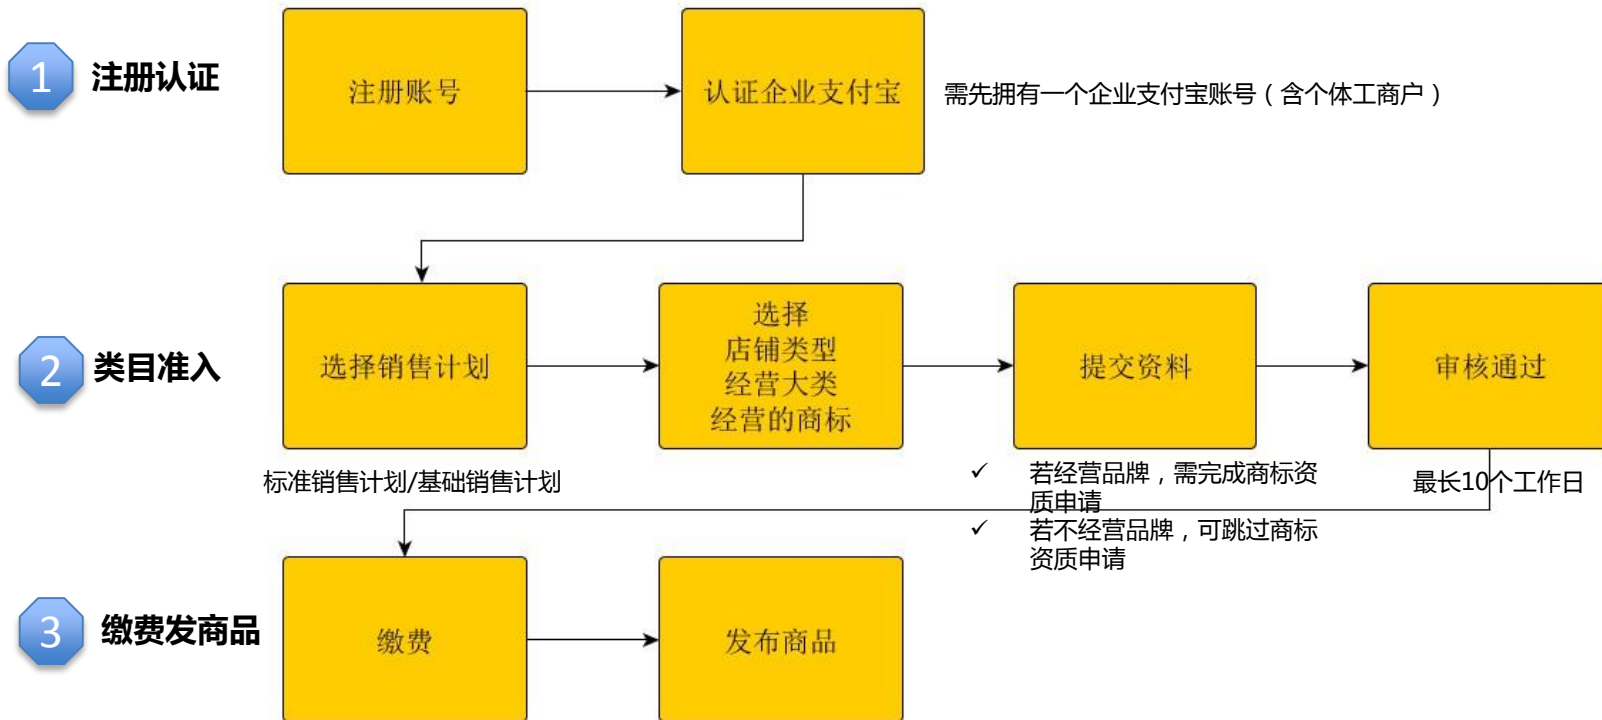 1
注册认证
注册账号
认证企业支付宝
需先拥有一个企业支付宝账号（含个体工商户）
2
类目准入
选择销售计划
选择
店铺类型
经营大类
经营的商标
提交资料
审核通过
标准销售计划/基础销售计划
✓ 若经营品牌，需完成商标资
质申请
✓ 若不经营品牌，可跳过商标
资质申请
最长10个工作日
3
缴费发商品
缴费
发布商品